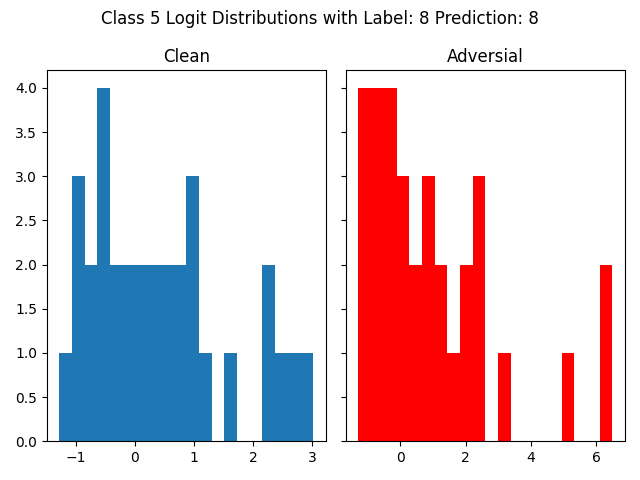 Class 5 Logit Distributions with Label: 8 Prediction: 8
Clean
Adversial
4.0
3.5
3.0
2.5
2.0
1.5
1.0
0.5
0.0
−1 0 1 2 3
0 2 4 6